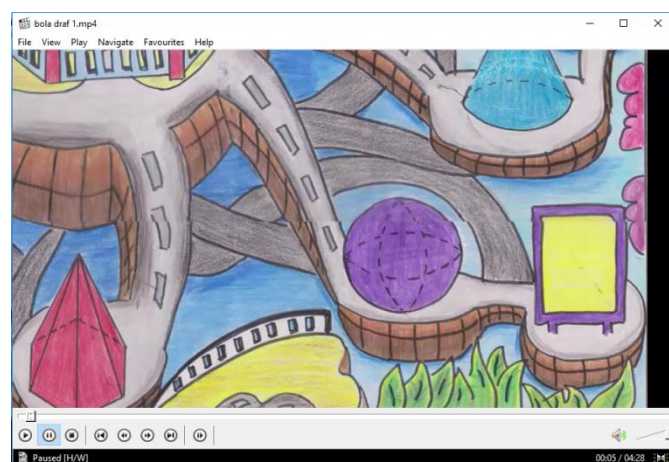 bola draf 1.mp4
File View Play Navigate Favourites Help
Paused [H/W] 00:05 / 04:28